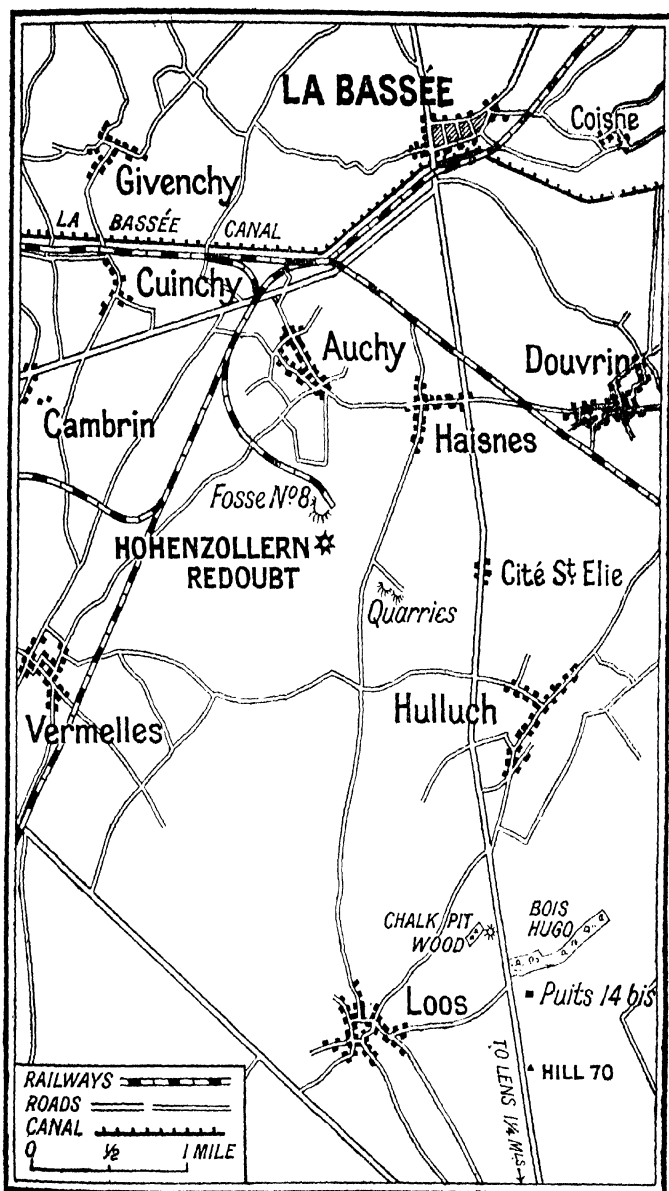 LA BASSÉE
Coishe
Givenchy
LA BASSÉE CANAL
Cuinchy
Auchy
Douvrin
Cambrin
Haisnes
Fosse Nº 8
HOHENZOLLERN
REDOUBT
Cité St. Elie
Quarries
Hulluch
Vermelles
CHALK PIT
WOOD
BOIS
HUGO
Loos
Puits 14 bis
HILL 70
TO LENS 1¼ MLS
RAILWAYS
ROADS
CANAL
0 ½ 1 MILE